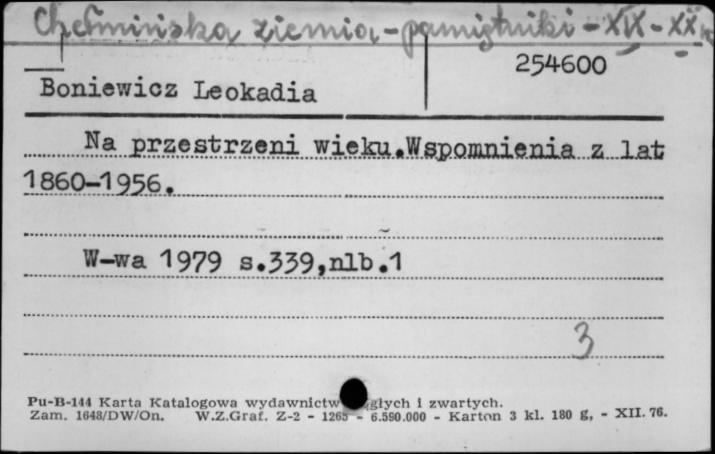 Chełmińska ziemia - pamiętniki - XIX - XX
254600
Boniewicz Leokadia
Na przestrzeni wieku.Wspomnienia z lat
1860-1956.
W-wa 1979 s.339,nlb.1
3
Pu-B-144 Karta Katalogowa wydawnictw głych i zwartych.
Zam. 1648/DW/On. W.Z.Graf. Z-2 - 1265 - 6.590.000 - Karton 3 kl. 180 g, - XII. 76.